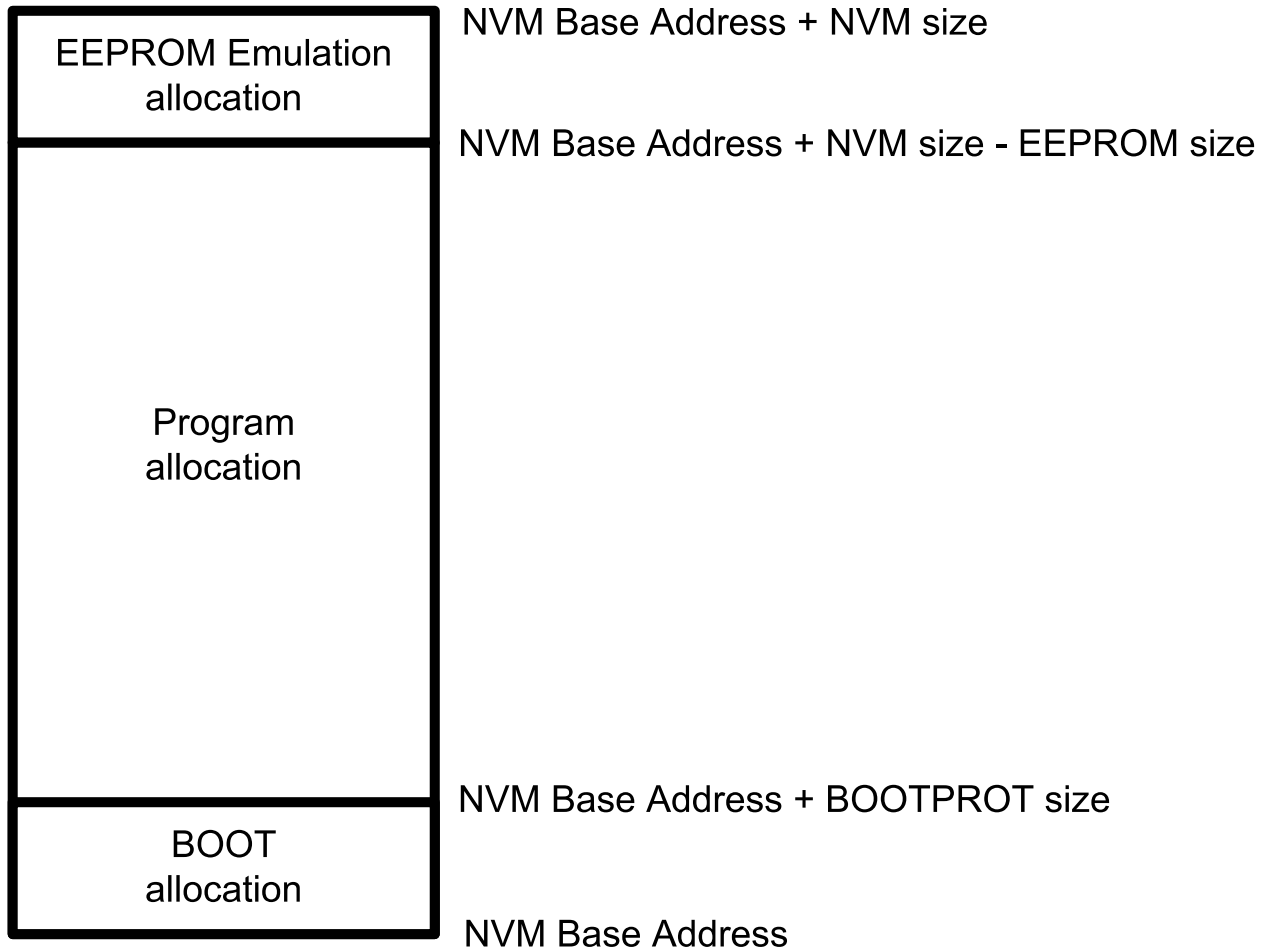 NVM Base Address + NVM size
EEPROM Emulation
allocation
NVM Base Address + NVM size - EEPROM size
Program
allocation
NVM Base Address + BOOTPROT size
BOOT
allocation
NVM Base Address